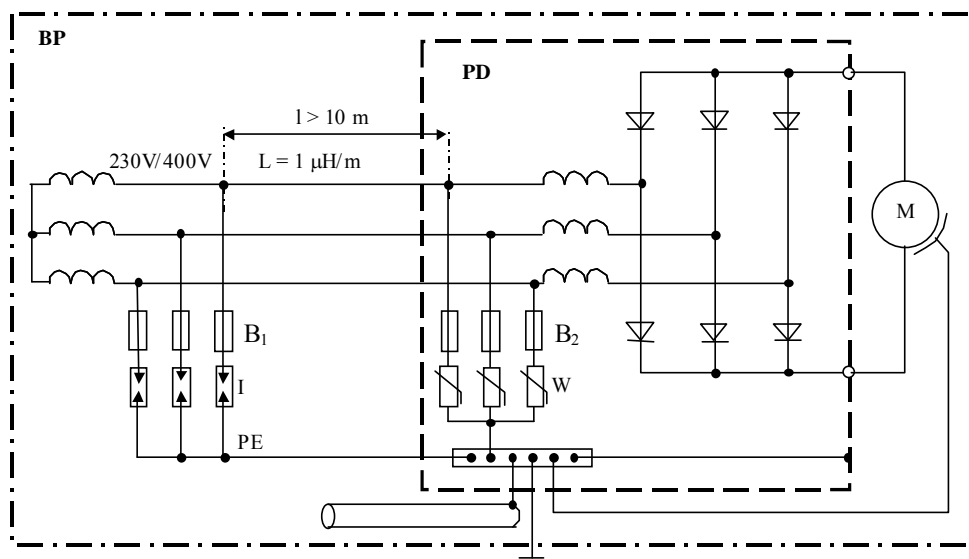 BP
PD
l > 10 m
230V/400V
L = 1 μH/m
M
B₁
B₂
I
W
PE